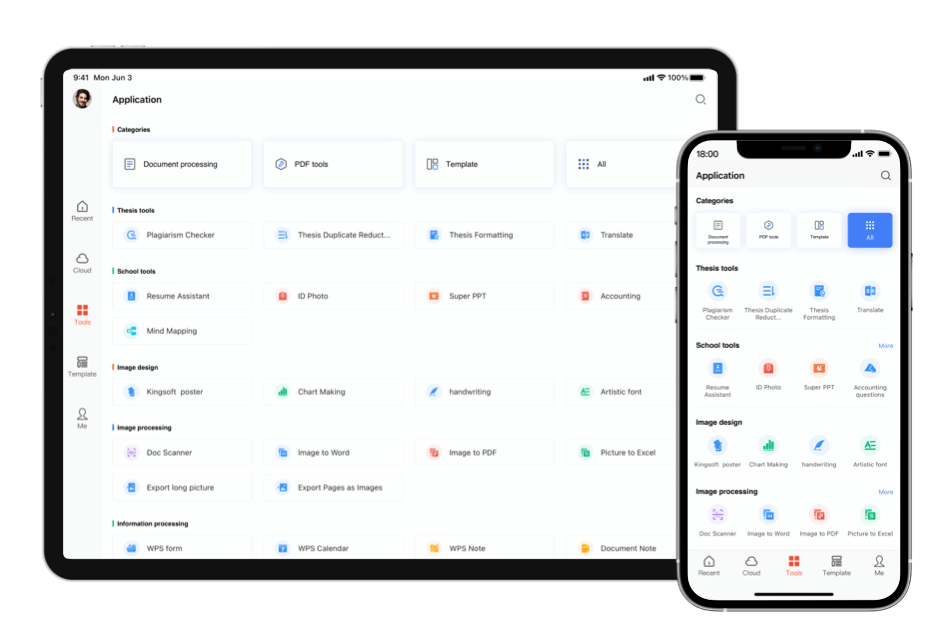 9:41 Mon Jun 3
100%
Application
Categories
Document processing
PDF tools
Template
All
Thesis tools
Plagiarism Checker
Thesis Duplicate Reduct...
Thesis Formatting
Translate
School tools
Resume Assistant
ID Photo
Super PPT
Accounting
Mind Mapping
Image design
Kingsoft poster
Chart Making
handwriting
Artistic font
Image processing
Doc Scanner
Image to Word
Image to PDF
Picture to Excel
Export long picture
Export Pages as Images
Information processing
WPS form
WPS Calendar
WPS Note
Document Note
Recent
Cloud
Tools
Template
Me
18:00
Application
Categories
Document
processing
PDF tools
Template
All
Thesis tools
Plagiarism
Checker
Thesis Duplicate
Reduct...
Thesis
Formatting
Translate
School tools
More
Resume
Assistant
ID Photo
Super PPT
Accounting
questions
Image design
Kingsoft poster
Chart Making
handwriting
Artistic font
Image processing
More
Doc Scanner
Image to Word
Image to PDF
Picture to Excel
Recent
Cloud
Tools
Template
Me